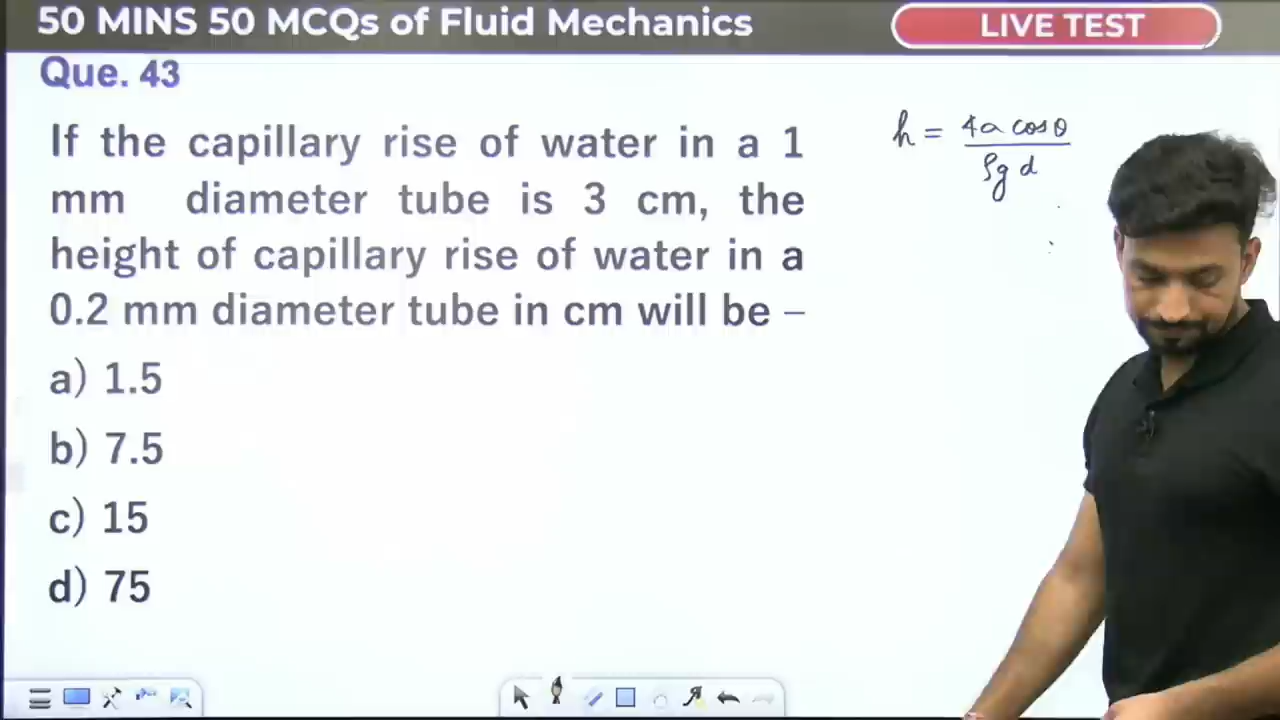 50 MINS 50 MCQs of Fluid Mechanics
LIVE TEST
Que. 43
If the capillary rise of water in a 1
mm diameter tube is 3 cm, the
height of capillary rise of water in a
0.2 mm diameter tube in cm will be –
a) 1.5
b) 7.5
c) 15
d) 75
h = 4σ cosθ
ρg d